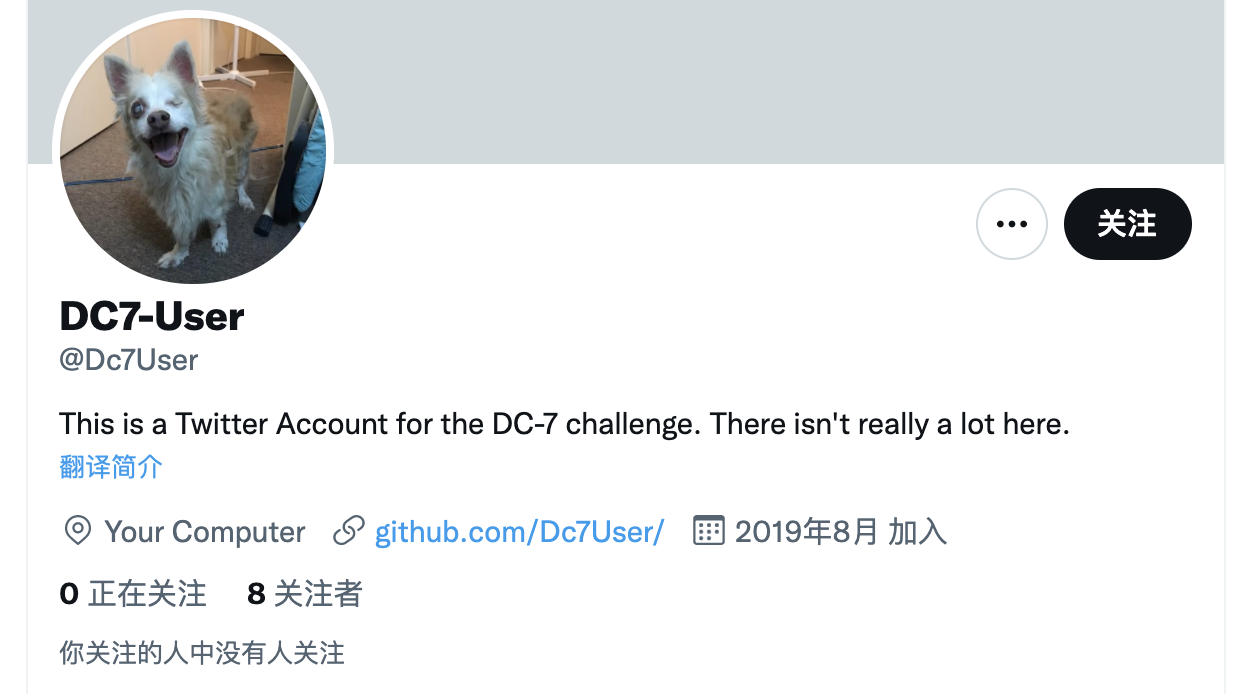 关注
DC7-User
@Dc7User
This is a Twitter Account for the DC-7 challenge. There isn't really a lot here.
翻译简介
Your Computer github.com/Dc7User/ 2019年8月 加入
0 正在关注 8 关注者
你关注的人中没有人关注